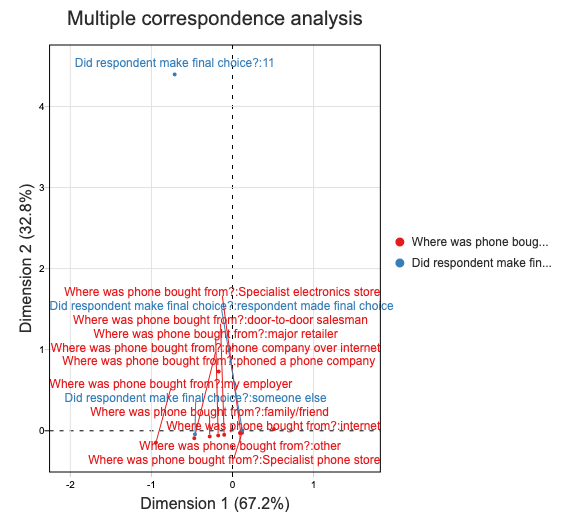 Multiple correspondence analysis
Did respondent make final choice?:11
4
3
Where was phone boug...
Did respondent make fin...
Dimension 2 (32.8%)
2
Where was phone bought from?:Specialist electronics store
Did respondent make final choice?:respondent made final choice
Where was phone bought from?:door-to-door salesman
Where was phone bought from?:major retailer
1
Where was phone bought from?:phone company over internet
Where was phone bought from?:phoned a phone company
Where was phone bought from?:my employer
Did respondent make final choice?:someone else
Where was phone bought from?:family/friend
Where was phone bought from?:internet
0
Where was phone bought from?:other
Where was phone bought from?:Specialist phone store
-2 -1 0 1
Dimension 1 (67.2%)